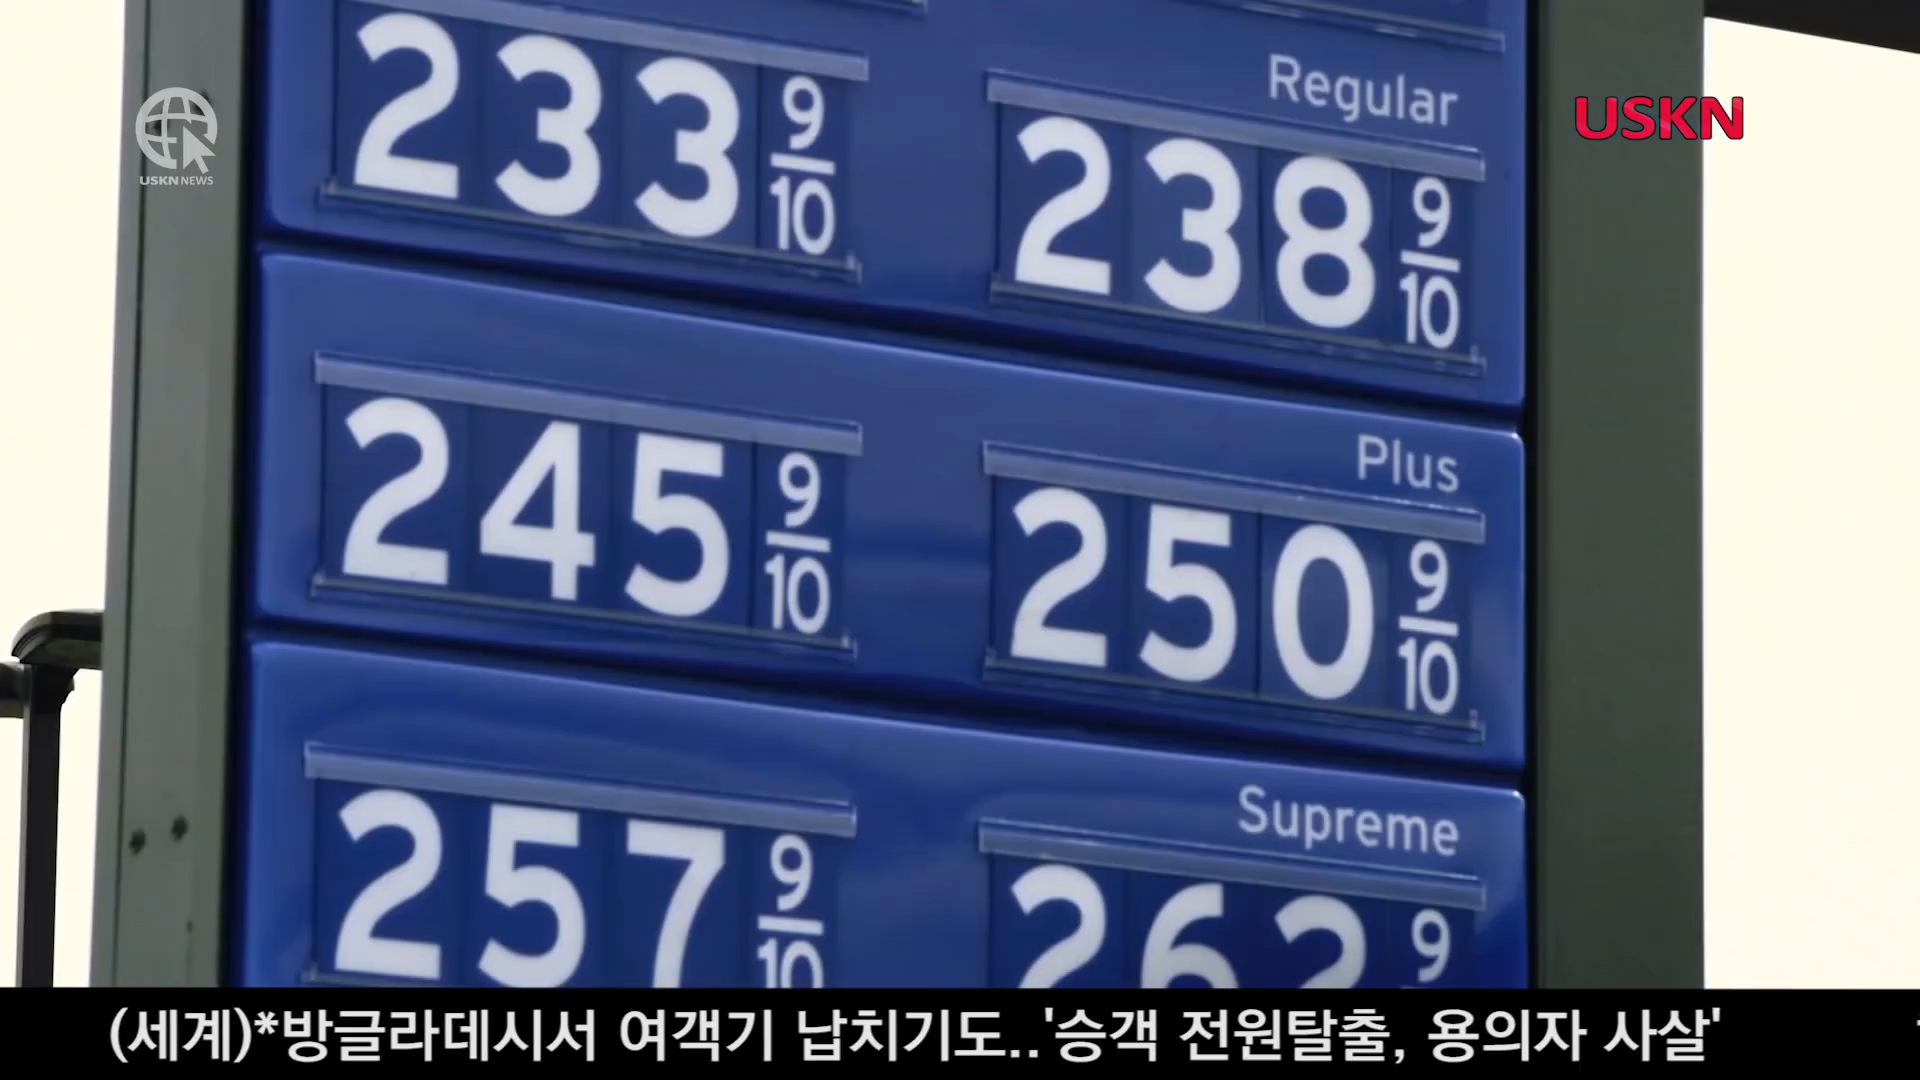 233 9/10
Regular
238 9/10
USKN
USKN NEWS
245 9/10
Plus
250 9/10
Supreme
257 9/10
262 9
(세계)*방글라데시서 여객기 납치기도..'승객 전원탈출, 용의자 사살'